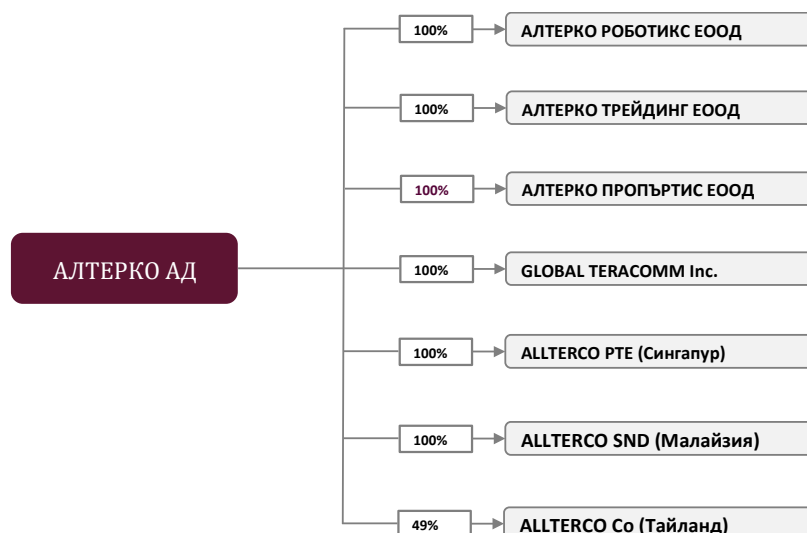 100% АЛТЕРКО РОБОТИКС ЕООД
100% АЛТЕРКО ТРЕЙДИНГ ЕООД
100% АЛТЕРКО ПРОПЪРТИС ЕООД
АЛТЕРКО АД
100% GLOBAL TERACOMM Inc.
100% ALLTERCO PTE (Сингапур)
100% ALLTERCO SND (Малайзия)
49% ALLTERCO Co (Тайланд)